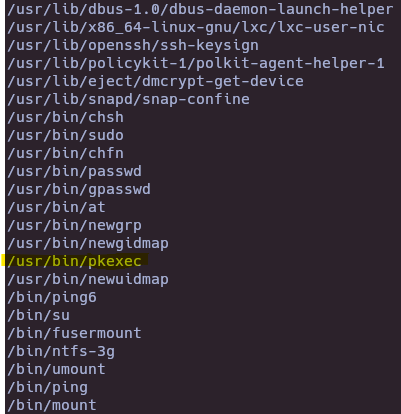 /usr/lib/dbus-1.0/dbus-daemon-launch-helper
/usr/lib/x86_64-linux-gnu/lxc/lxc-user-nic
/usr/lib/openssh/ssh-keysign
/usr/lib/policykit-1/polkit-agent-helper-1
/usr/lib/eject/dmcrypt-get-device
/usr/lib/snapd/snap-confine
/usr/bin/chsh
/usr/bin/sudo
/usr/bin/chfn
/usr/bin/passwd
/usr/bin/gpasswd
/usr/bin/at
/usr/bin/newgrp
/usr/bin/newgidmap
/usr/bin/pkexec
/usr/bin/newuidmap
/bin/ping6
/bin/su
/bin/fusermount
/bin/ntfs-3g
/bin/umount
/bin/ping
/bin/mount